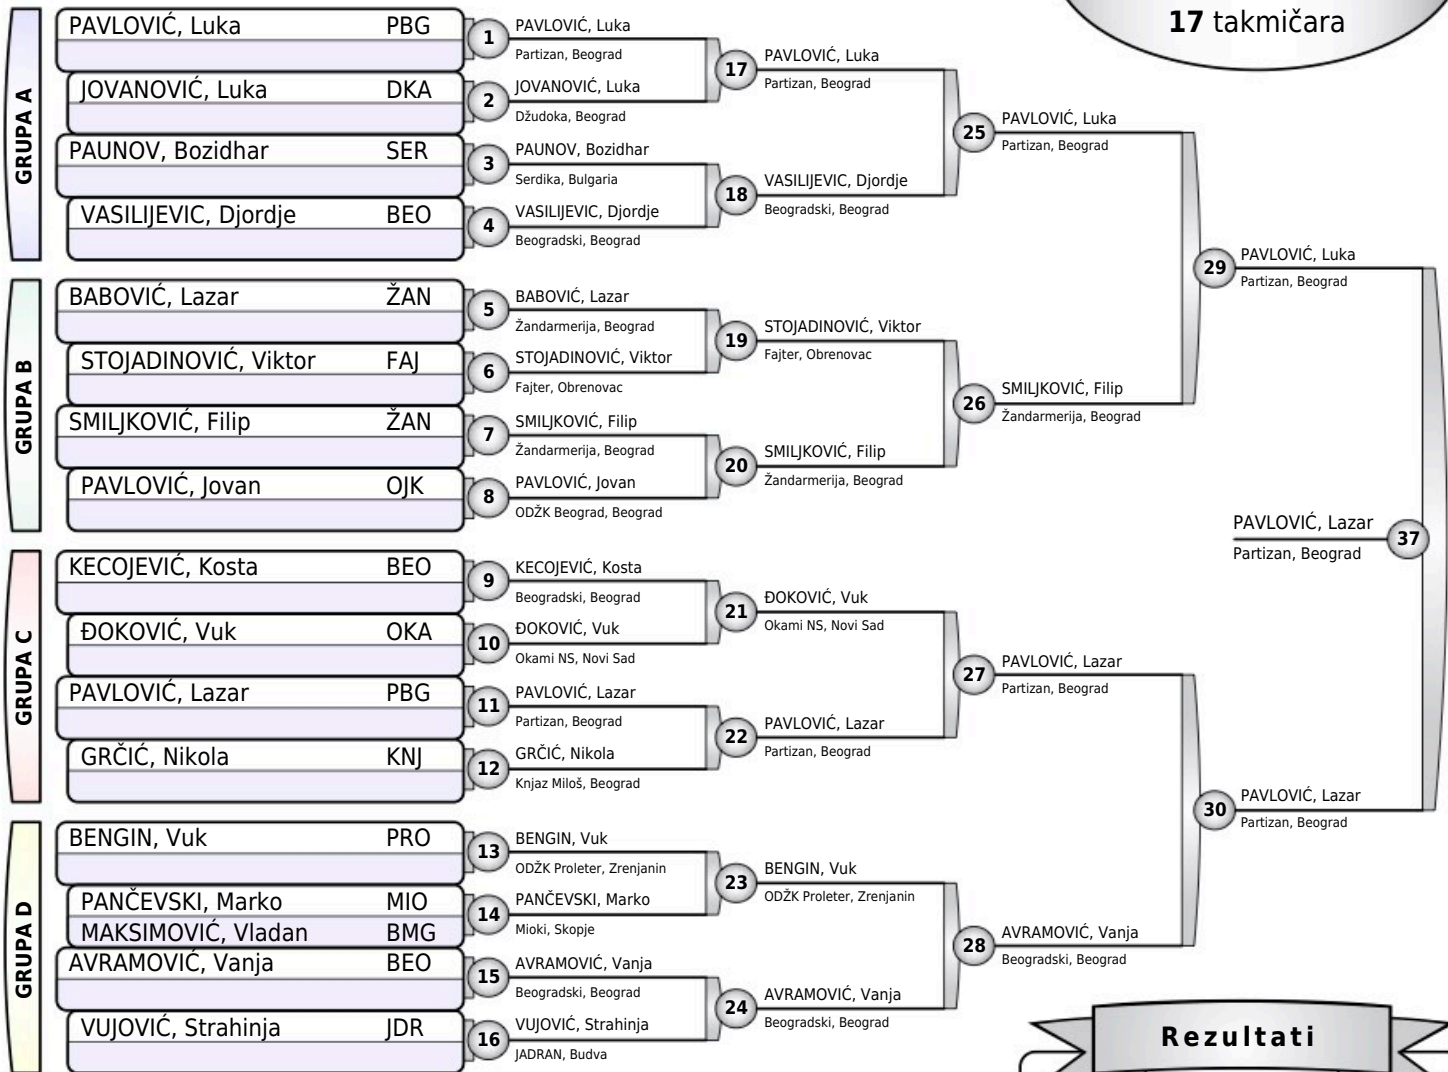 17 takmičara
GRUPA A
PAVLOVIĆ, Luka PBG
JOVANOVIĆ, Luka DKA
PAUNOV, Bozidhar SER
VASILIJEVIC, Djordje BEO
GRUPA B
BABOVIĆ, Lazar ŽAN
STOJADINOVIĆ, Viktor FAJ
SMILJKOVIĆ, Filip ŽAN
PAVLOVIĆ, Jovan OJK
GRUPA C
KECOJEVIĆ, Kosta BEO
ĐOKOVIĆ, Vuk OKA
PAVLOVIĆ, Lazar PBG
GRČIĆ, Nikola KNJ
GRUPA D
BENGIN, Vuk PRO
PANČEVSKI, Marko MIO
MAKSIMOVIĆ, Vladan BMG
AVRAMOVIĆ, Vanja BEO
VUJOVIĆ, Strahinja JDR
1 PAVLOVIĆ, Luka
Partizan, Beograd
2 JOVANOVIĆ, Luka
Džudoka, Beograd
3 PAUNOV, Bozidhar
Serdika, Bulgaria
4 VASILIJEVIC, Djordje
Beogradski, Beograd
5 BABOVIĆ, Lazar
Žandarmerija, Beograd
6 STOJADINOVIĆ, Viktor
Fajter, Obrenovac
7 SMILJKOVIĆ, Filip
Žandarmerija, Beograd
8 PAVLOVIĆ, Jovan
ODŽK Beograd, Beograd
9 KECOJEVIĆ, Kosta
Beogradski, Beograd
10 ĐOKOVIĆ, Vuk
Okami NS, Novi Sad
11 PAVLOVIĆ, Lazar
Partizan, Beograd
12 GRČIĆ, Nikola
Knjaz Miloš, Beograd
13 BENGIN, Vuk
ODŽK Proleter, Zrenjanin
14 PANČEVSKI, Marko
Mioki, Skopje
15 AVRAMOVIĆ, Vanja
Beogradski, Beograd
16 VUJOVIĆ, Strahinja
JADRAN, Budva
17 PAVLOVIĆ, Luka
Partizan, Beograd
18 VASILIJEVIC, Djordje
Beogradski, Beograd
19 STOJADINOVIĆ, Viktor
Fajter, Obrenovac
20 SMILJKOVIĆ, Filip
Žandarmerija, Beograd
21 ĐOKOVIĆ, Vuk
Okami NS, Novi Sad
22 PAVLOVIĆ, Lazar
Partizan, Beograd
23 BENGIN, Vuk
ODŽK Proleter, Zrenjanin
24 AVRAMOVIĆ, Vanja
Beogradski, Beograd
25 PAVLOVIĆ, Luka
Partizan, Beograd
26 SMILJKOVIĆ, Filip
Žandarmerija, Beograd
27 PAVLOVIĆ, Lazar
Partizan, Beograd
28 AVRAMOVIĆ, Vanja
Beogradski, Beograd
29 PAVLOVIĆ, Luka
Partizan, Beograd
30 PAVLOVIĆ, Lazar
Partizan, Beograd
PAVLOVIĆ, Lazar 37
Partizan, Beograd
Rezultati